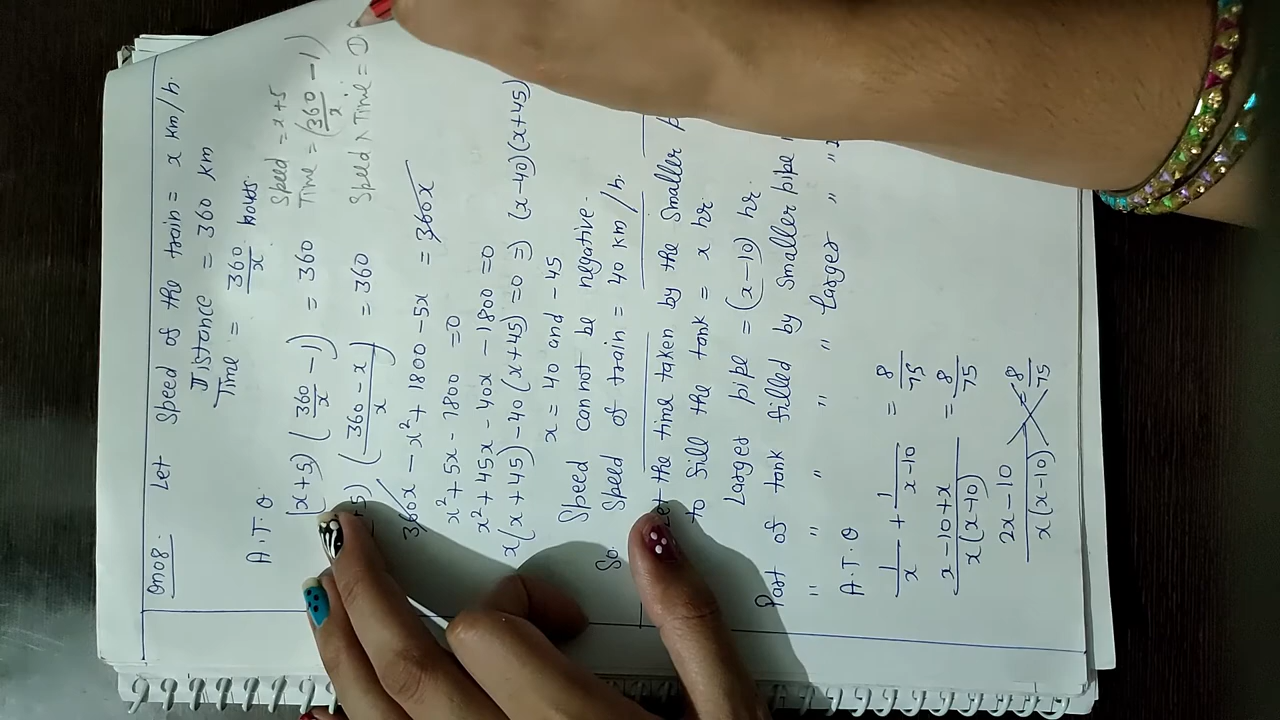 Qno8. Let Speed of the train = x km/h.
Distance = 360 km
Time = 360/x hours.
Speed = x+5
Time = (360/x - 1)
Speed x Time = D
A.T.Q.
(x+5) (360/x - 1) = 360
+5) (360-x/x) = 360
360x - x² + 1800 - 5x = 360x
x² + 5x - 1800 = 0
x² + 45x - 40x - 1800 = 0
x(x+45) - 40(x+45) = 0 => (x-40)(x+45)
x = 40 and -45
Speed can not be negative.
So Speed of train = 40 km/h.
Let the time taken by the Smaller
to fill the tank = x hr
Larger pipe = (x-10) hr.
Part of tank filled by Smaller pipe
" " " " " larger "
A.T.Q
1/x + 1/x-10 = 8/75
x-10+x/x(x-10) = 8/75
2x-10/x(x-10) = 8/75